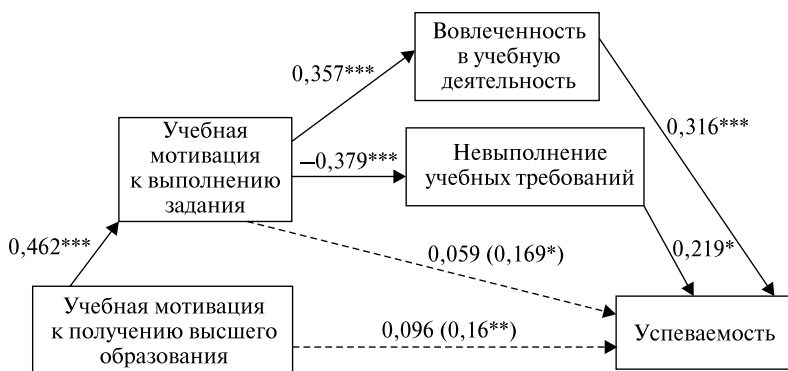 Вовлеченность
в учебную
деятельность
0,357***
0,316***
Учебная
мотивация
к выполнению
задания
–0,379***
Невыполнение
учебных требований
0,462***
0,059 (0,169*)
0,219*
Учебная мотивация
к получению высшего
образования
0,096 (0,16**)
Успеваемость